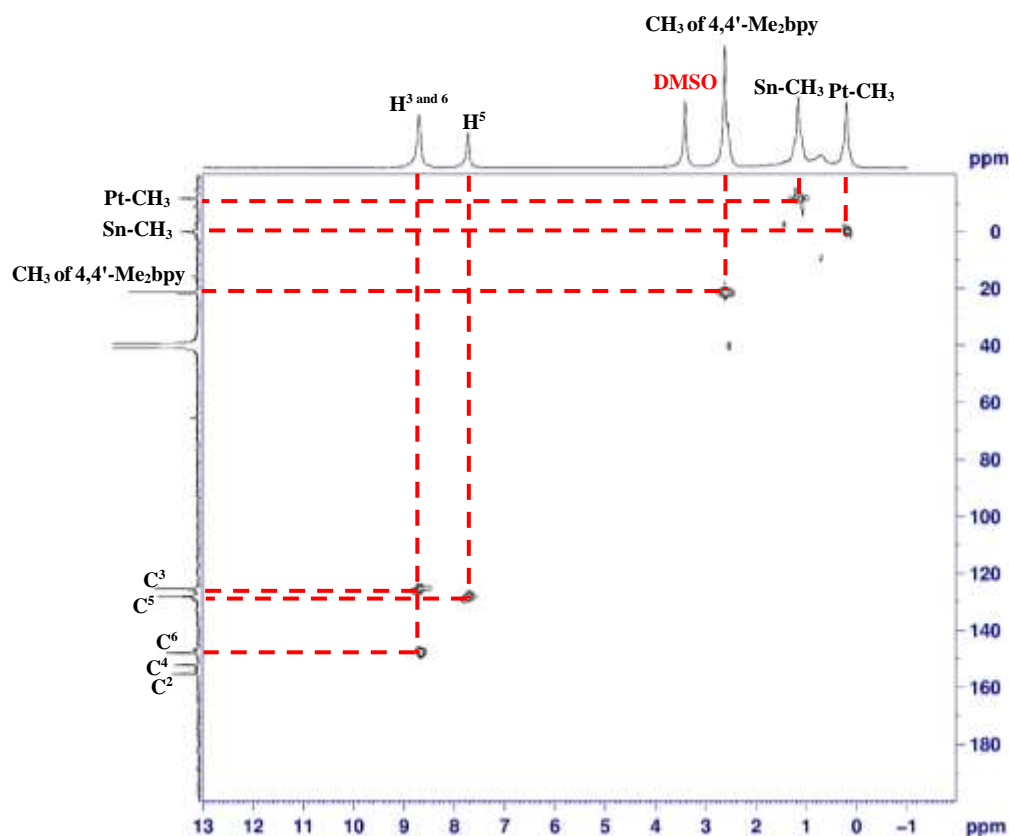 CH₃ of 4,4'-Me₂bpy
DMSO
Sn-CH₃ Pt-CH₃
H³ ᵃⁿᵈ ⁶
H⁵
ppm
Pt-CH₃
Sn-CH₃
CH₃ of 4,4'-Me₂bpy
C³
C⁵
C⁶
C⁴
C²
0
20
40
60
80
100
120
140
160
180
13 12 11 10 9 8 7 6 5 4 3 2 1 0 −1 ppm